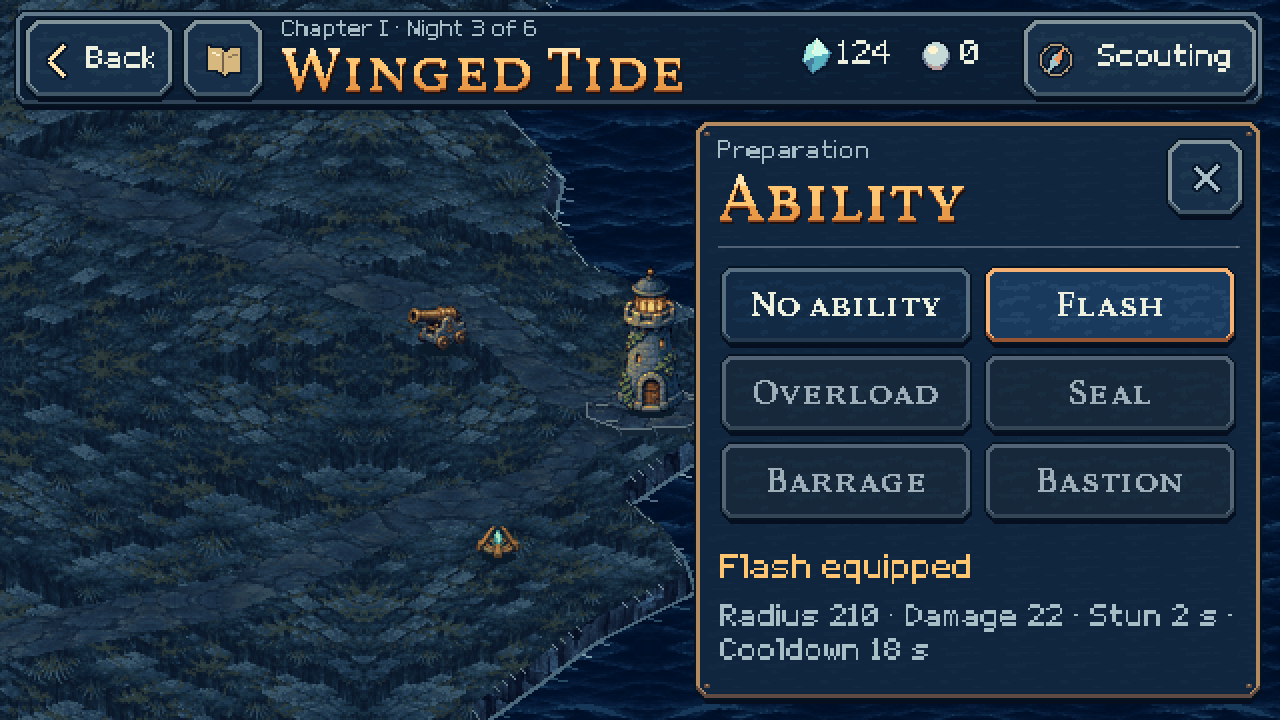 Back
Chapter I · Night 3 of 6
Winged Tide
124
0
Scouting
Preparation
Ability
No ability
Flash
Overload
Seal
Barrage
Bastion
Flash equipped
Radius 210 · Damage 22 · Stun 2 s ·
Cooldown 18 s